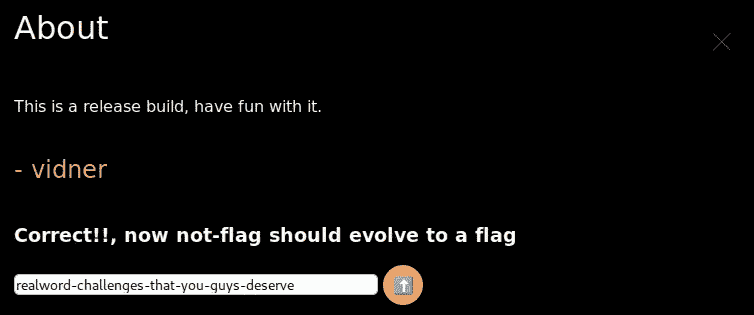 About
This is a release build, have fun with it.
- vidner
Correct!!, now not-flag should evolve to a flag
realword-challenges-that-you-guys-deserve